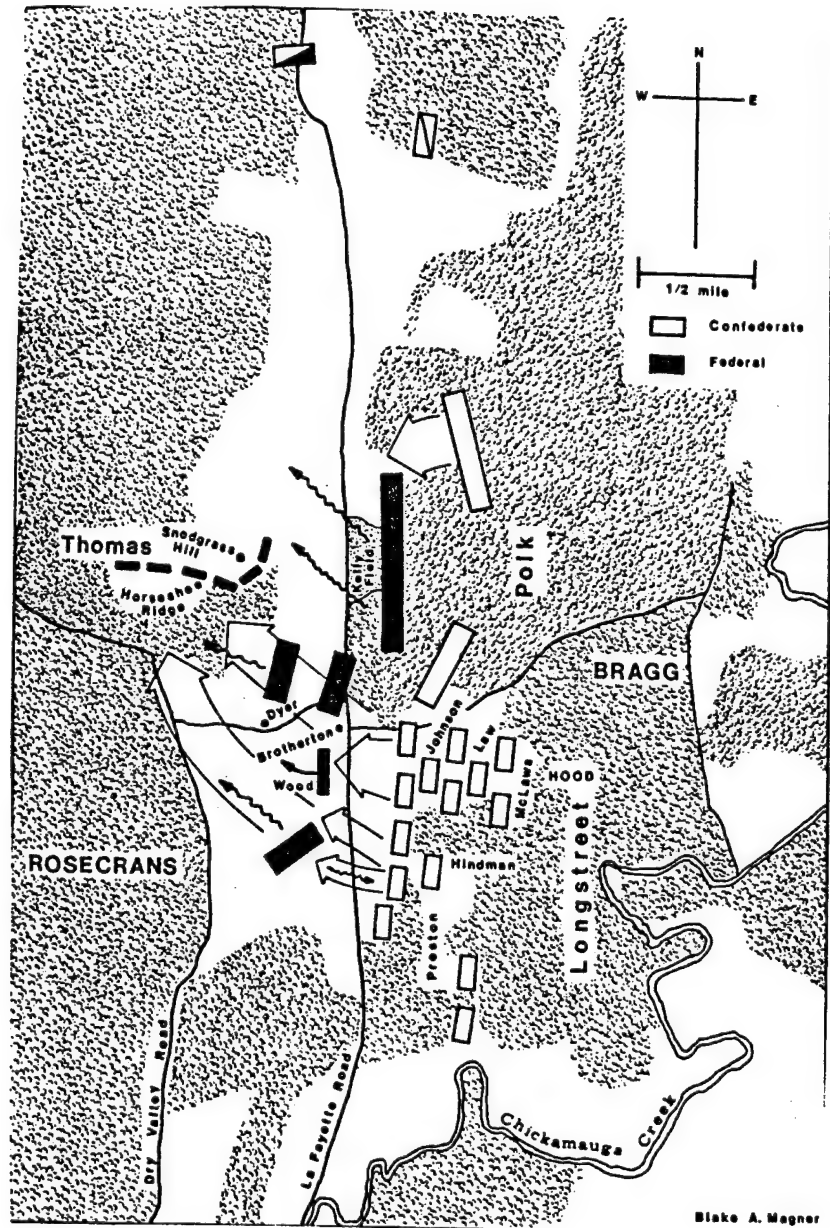 N
W E
1/2 mile
Confederate
Federal
Thomas
Snodgrass
Hill
Horseshoe
Ridge
Kelly
Field
Polk
BRAGG
Dyer
Brotherton
Wood
Johnson
Law
McLaws
HOOD
Hindman
Longstreet
ROSECRANS
Preston
Dry Valley Road
La Fayette Road
Chickamauga Creek
Blake A. Magner